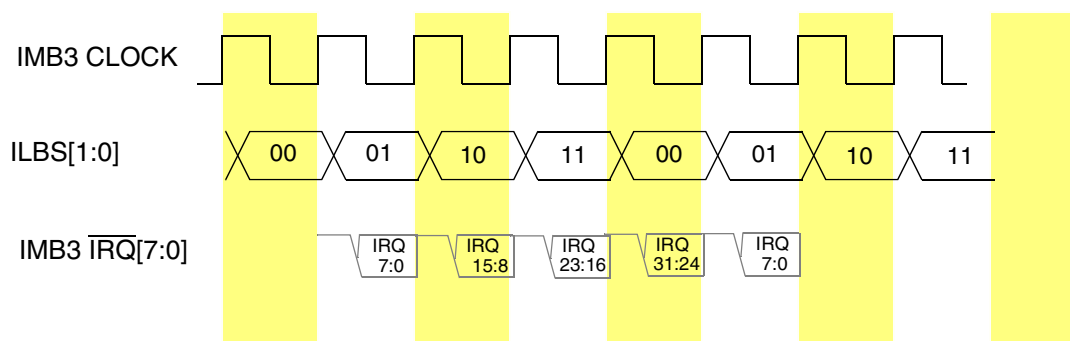 IMB3 CLOCK
ILBS[1:0] 00 01 10 11 00 01 10 11
IMB3 IRQ[7:0] IRQ 7:0 IRQ 15:8 IRQ 23:16 IRQ 31:24 IRQ 7:0